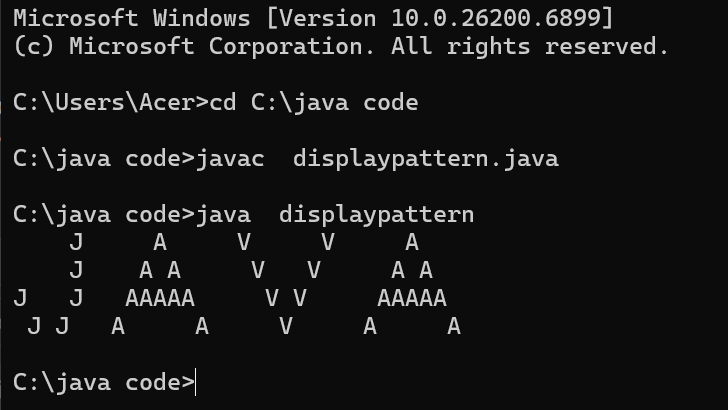 Microsoft Windows [Version 10.0.26200.6899]
(c) Microsoft Corporation. All rights reserved.

C:\Users\Acer>cd C:\java code

C:\java code>javac  displaypattern.java

C:\java code>java  displaypattern
    J     A     V     V     A
    J    A A     V   V     A A
J   J   AAAAA     V V     AAAAA
 J J   A     A     V     A     A

C:\java code>